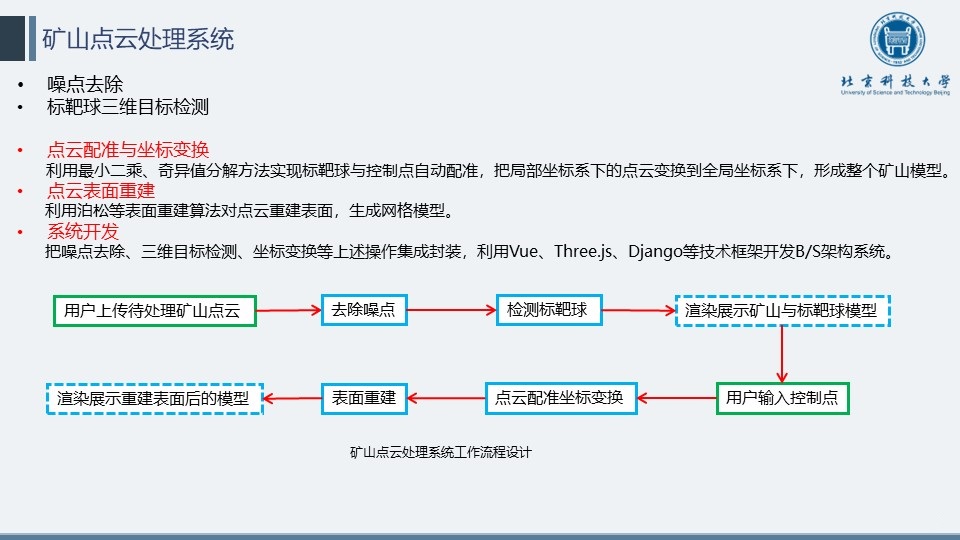 矿山点云处理系统
北京科技大学
University of Science and Technology Beijing
• 噪点去除
• 标靶球三维目标检测
• 点云配准与坐标变换
利用最小二乘、奇异值分解方法实现标靶球与控制点自动配准，把局部坐标系下的点云变换到全局坐标系下，形成整个矿山模型。
• 点云表面重建
利用泊松等表面重建算法对点云重建表面，生成网格模型。
• 系统开发
把噪点去除、三维目标检测、坐标变换等上述操作集成封装，利用Vue、Three.js、Django等技术框架开发B/S架构系统。
用户上传待处理矿山点云
去除噪点
检测标靶球
渲染展示矿山与标靶球模型
用户输入控制点
点云配准坐标变换
表面重建
渲染展示重建表面后的模型
矿山点云处理系统工作流程设计